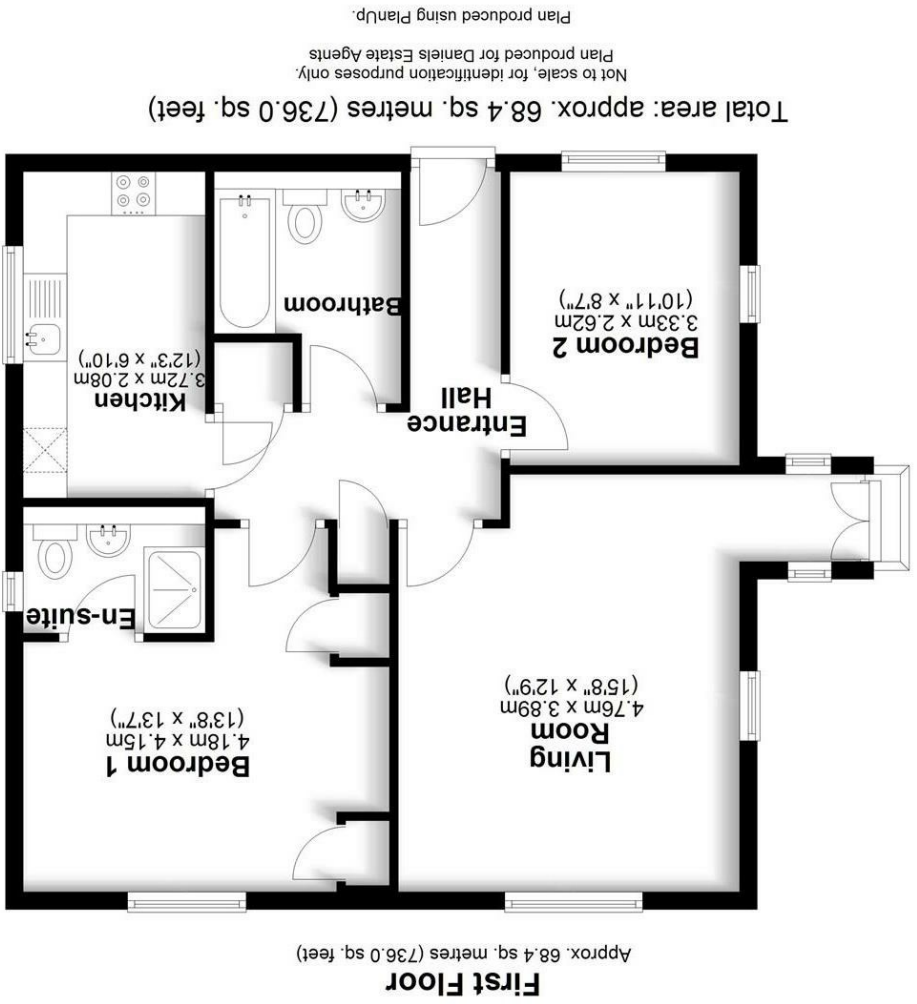 First Floor
Approx. 68.4 sq. metres (736.0 sq. feet)
Living
Room
4.76m x 3.89m
(15'8" x 12'9")
Bedroom 1
4.18m x 4.15m
(13'8" x 13'7")
En-suite
Entrance
Hall
Kitchen
3.72m x 2.08m
(12'3" x 6'10")
Bedroom 2
3.33m x 2.62m
(10'11" x 8'7")
Bathroom
Total area: approx. 68.4 sq. metres (736.0 sq. feet)
Not to scale, for identification purposes only.
Plan produced for Daniels Estate Agents
Plan produced using PlanUp.